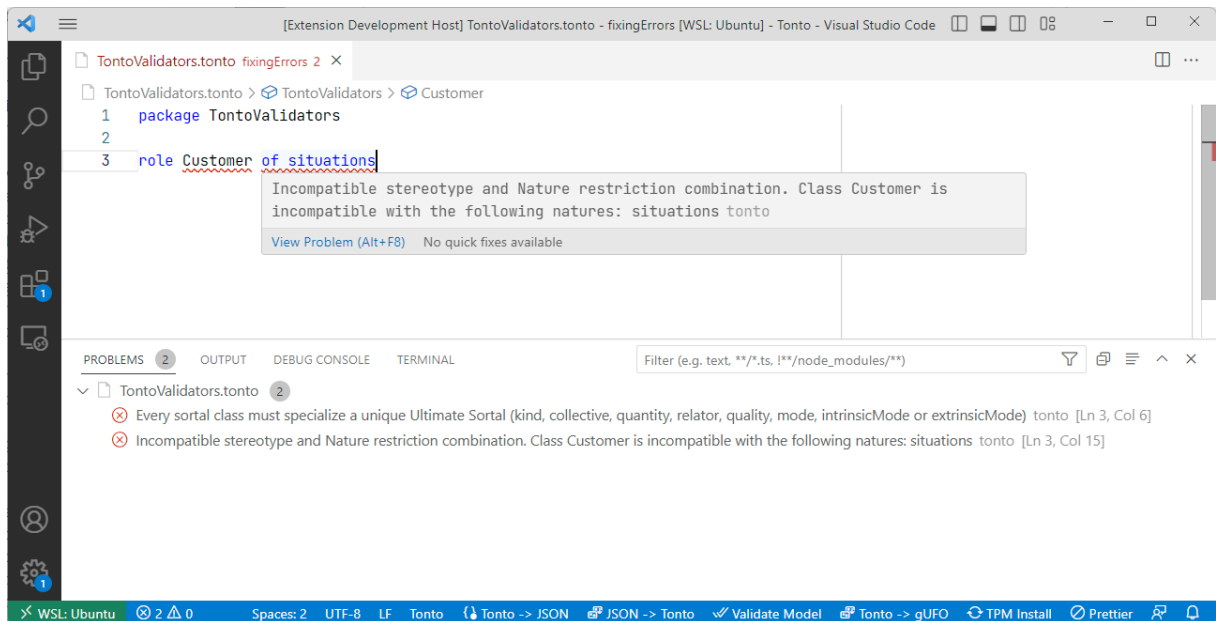 [Extension Development Host] TontoValidators.tonto - fixingErrors [WSL: Ubuntu] - Tonto - Visual Studio Code
TontoValidators.tonto fixingErrors 2
TontoValidators.tonto > TontoValidators > Customer
1 package TontoValidators
2
3 role Customer of situations
Incompatible stereotype and Nature restriction combination. Class Customer is
incompatible with the following natures: situations tonto
View Problem (Alt+F8) No quick fixes available
1
PROBLEMS 2 OUTPUT DEBUG CONSOLE TERMINAL Filter (e.g. text, **/*.ts, !**/node_modules/**)
TontoValidators.tonto 2
Every sortal class must specialize a unique Ultimate Sortal (kind, collective, quantity, relator, quality, mode, intrinsicMode or extrinsicMode) tonto [Ln 3, Col 6]
Incompatible stereotype and Nature restriction combination. Class Customer is incompatible with the following natures: situations tonto [Ln 3, Col 15]
1
WSL: Ubuntu 2 0 Spaces: 2 UTF-8 LF Tonto Tonto -> JSON JSON -> Tonto Validate Model Tonto -> gUFO TPM Install Prettier